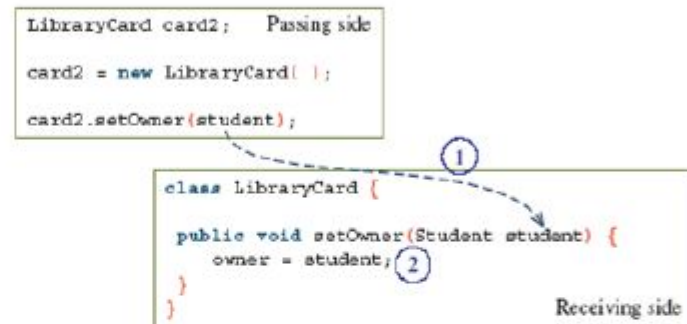 LibraryCard card2; Passing side
card2 = new LibraryCard( );
card2.setOwner(student);
1
class LibraryCard {
public void setOwner(Student student) {
owner = student; 2
}
}
Receiving side